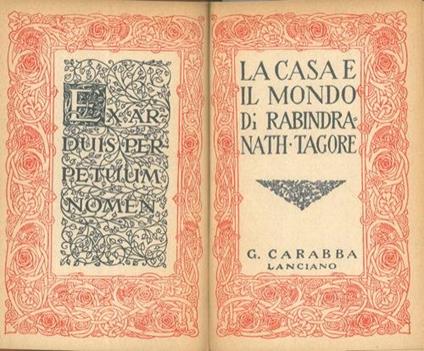 EX·AR-
DUIS·PER-
PETUUM
NOMEN
LA CASA E
IL MONDO
Di RABINDRA-
NATH·TAGORE
G. CARABBA
LANCIANO